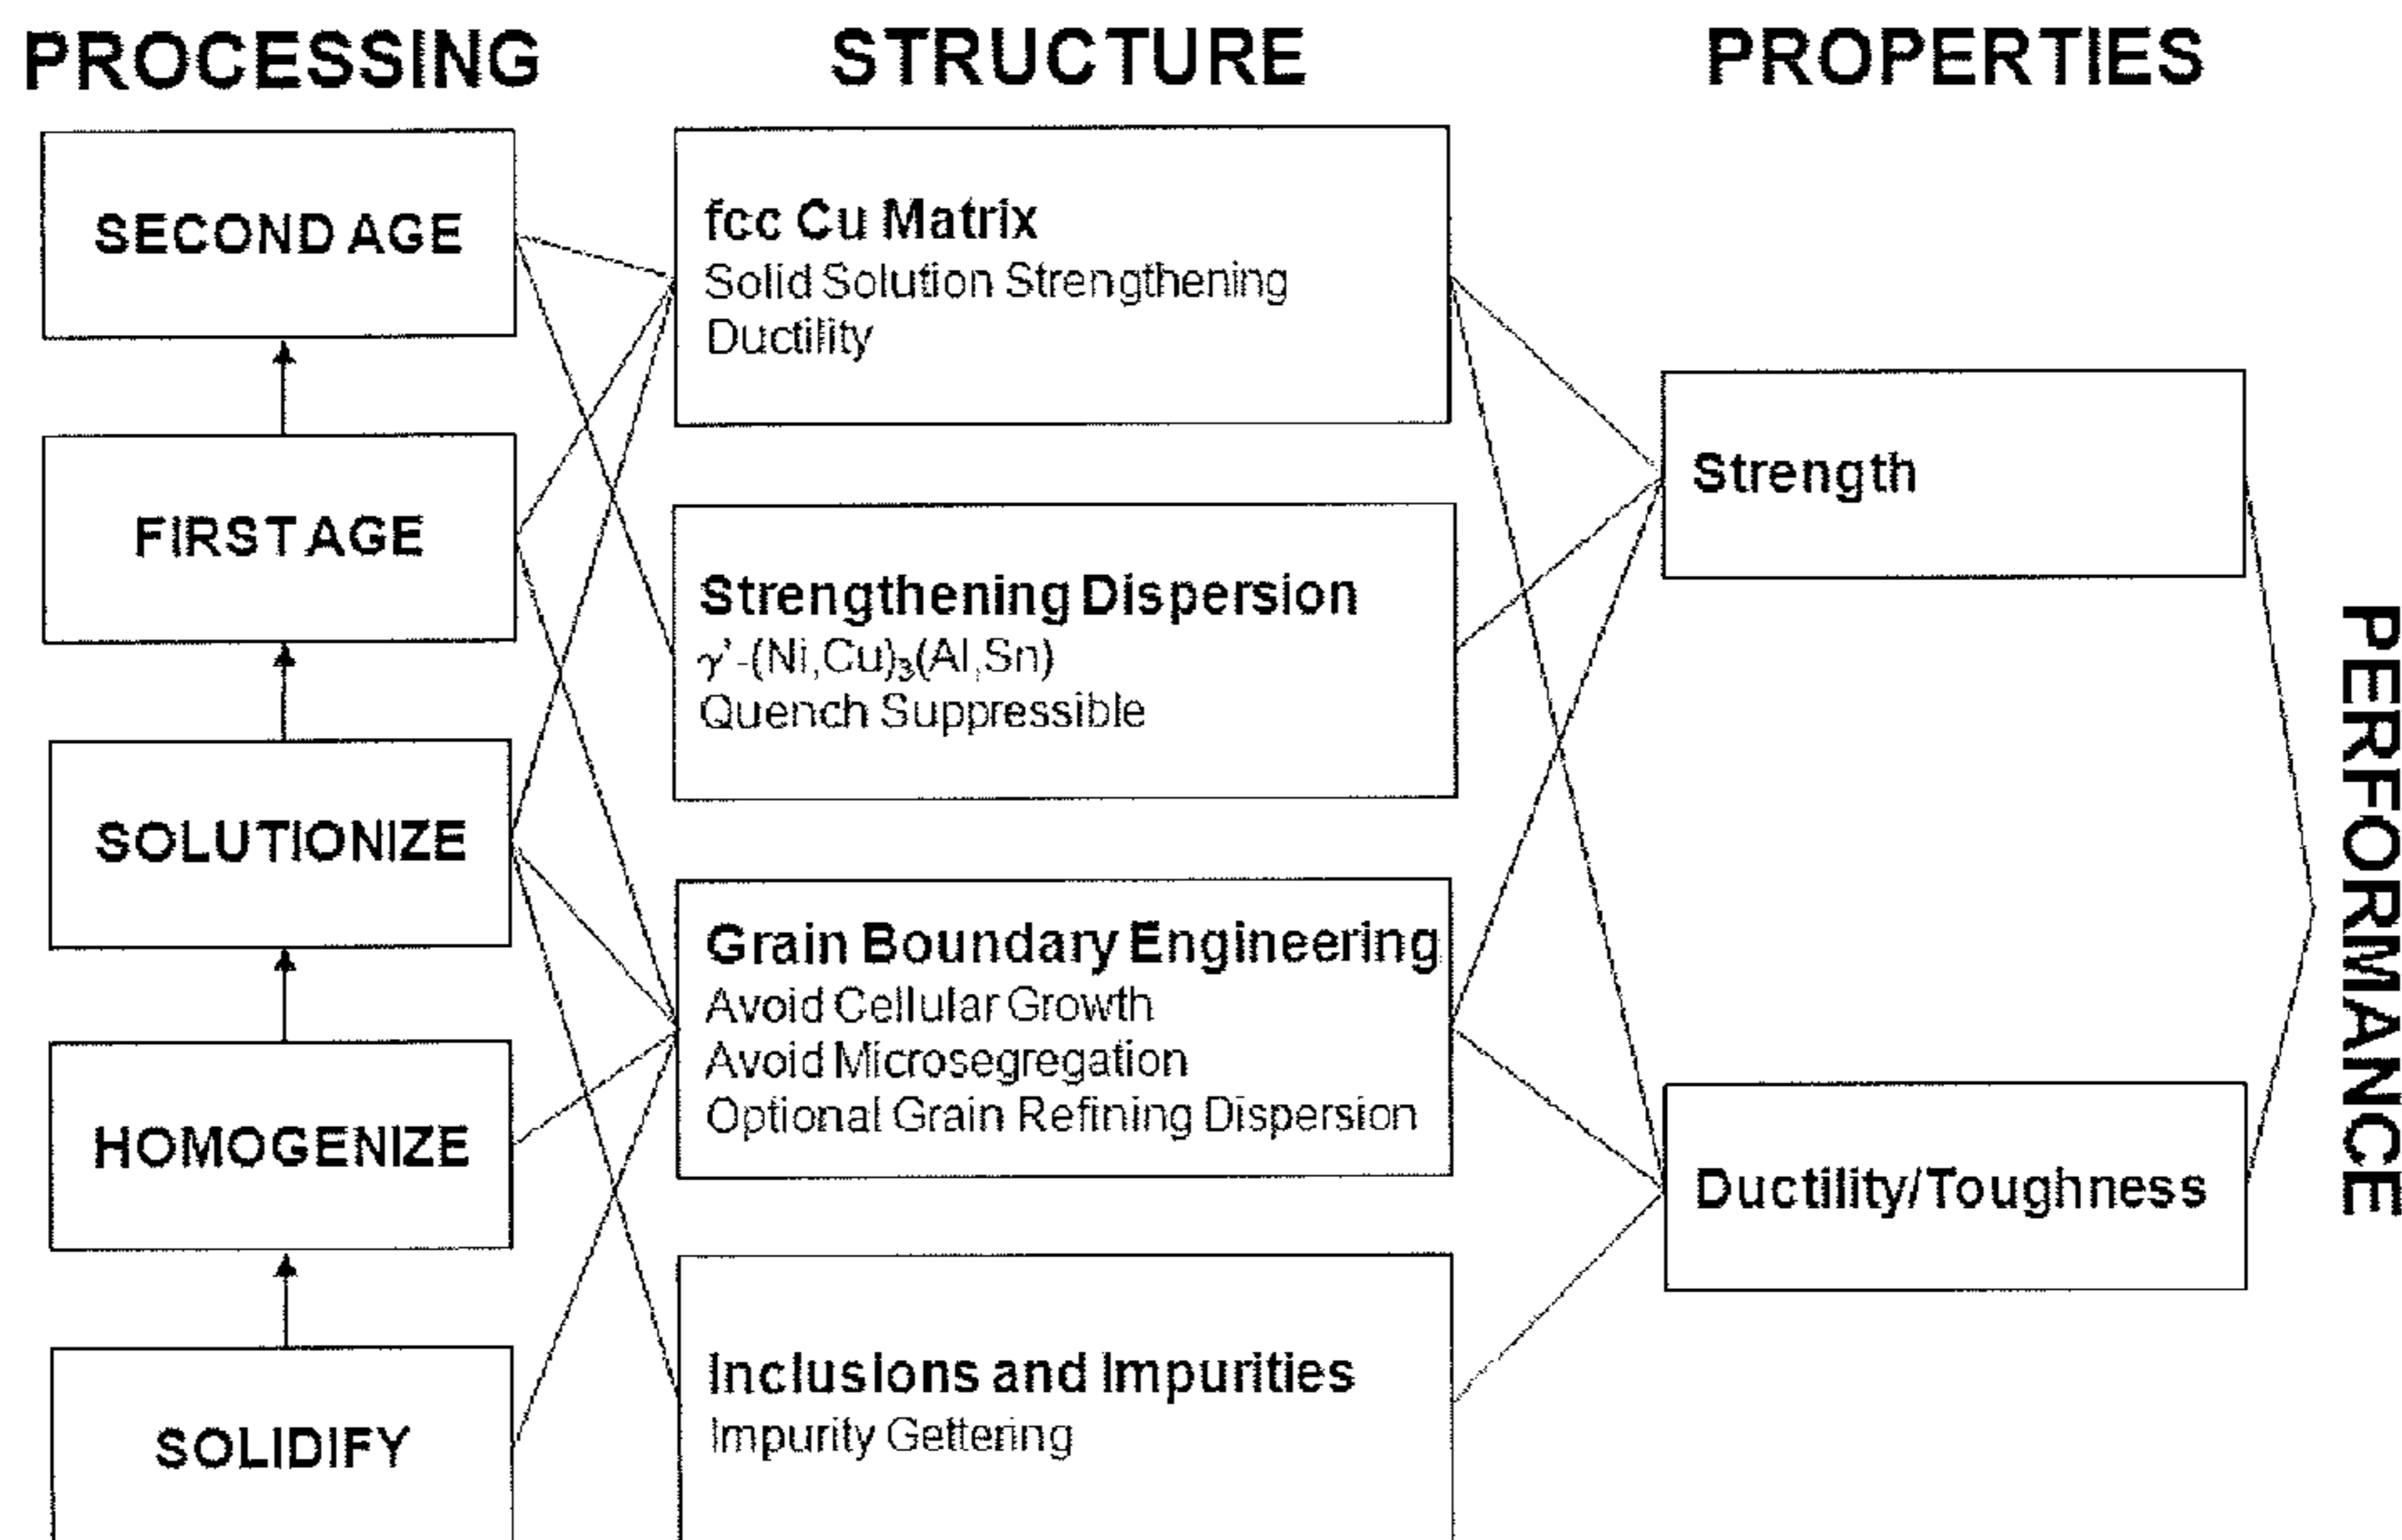 PROCESSING
STRUCTURE
PROPERTIES
SECOND AGE
FIRST AGE
SOLUTIONIZE
HOMOGENIZE
SOLIDIFY
fcc Cu Matrix
Solid Solution Strengthening
Ductility
Strengthening Dispersion
γ'-(Ni,Cu)₃(Al,Sn)
Quench Suppressible
Grain Boundary Engineering
Avoid Cellular Growth
Avoid Microsegregation
Optional Grain Refining Dispersion
Inclusions and Impurities
Impurity Gettering
Strength
Ductility/Toughness
PERFORMANCE